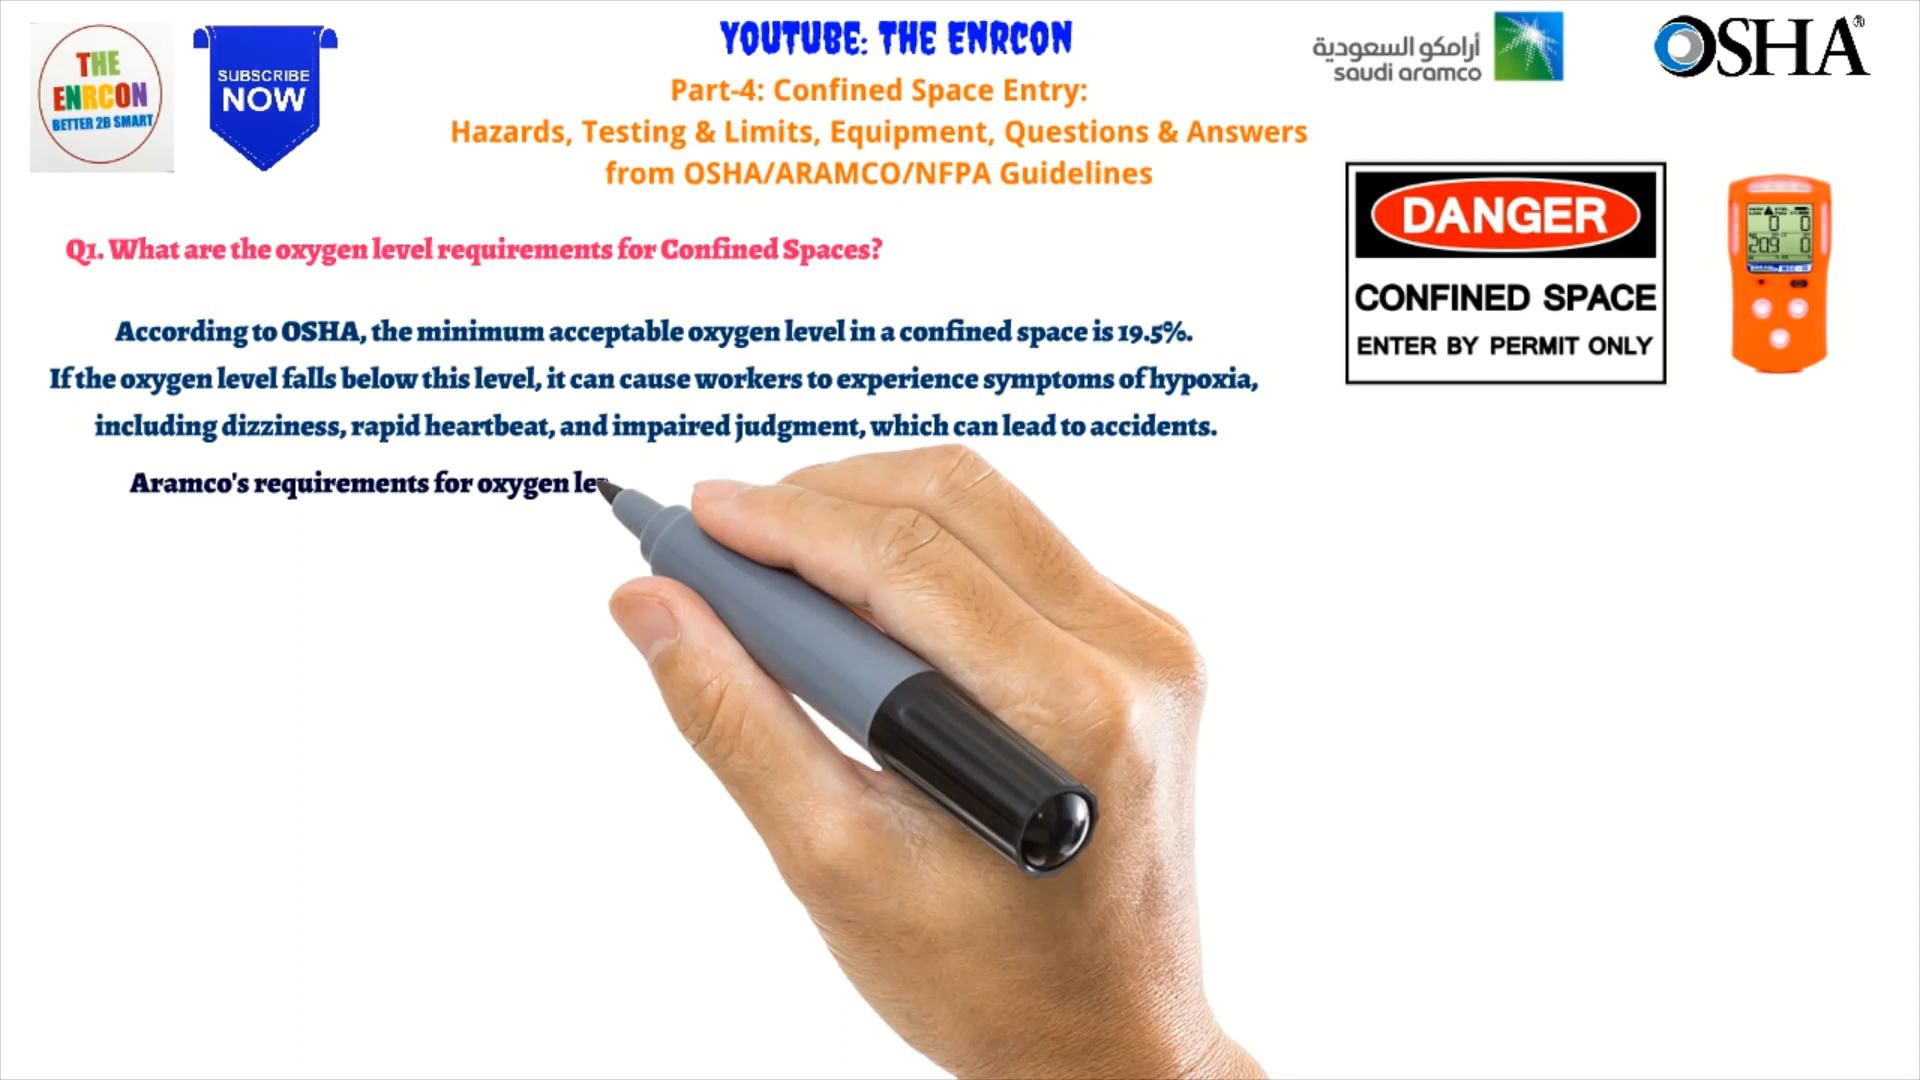 THE
ENRCON
BETTER 2B SMART
SUBSCRIBE
NOW
YOUTUBE: THE ENRCON
Part-4: Confined Space Entry:
Hazards, Testing & Limits, Equipment, Questions & Answers
from OSHA/ARAMCO/NFPA Guidelines
أرامكو السعودية
saudi aramco
OSHA®
DANGER
CONFINED SPACE
ENTER BY PERMIT ONLY
0 0
20.9 0
Q1. What are the oxygen level requirements for Confined Spaces?
According to OSHA, the minimum acceptable oxygen level in a confined space is 19.5%.
If the oxygen level falls below this level, it can cause workers to experience symptoms of hypoxia,
including dizziness, rapid heartbeat, and impaired judgment, which can lead to accidents.
Aramco's requirements for oxygen le